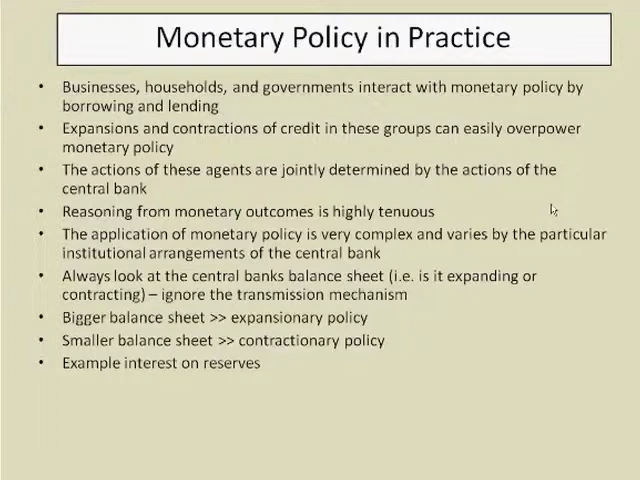 Monetary Policy in Practice
• Businesses, households, and governments interact with monetary policy by
borrowing and lending
• Expansions and contractions of credit in these groups can easily overpower
monetary policy
• The actions of these agents are jointly determined by the actions of the
central bank
• Reasoning from monetary outcomes is highly tenuous
• The application of monetary policy is very complex and varies by the particular
institutional arrangements of the central bank
• Always look at the central banks balance sheet (i.e. is it expanding or
contracting) – ignore the transmission mechanism
• Bigger balance sheet >> expansionary policy
• Smaller balance sheet >> contractionary policy
• Example interest on reserves